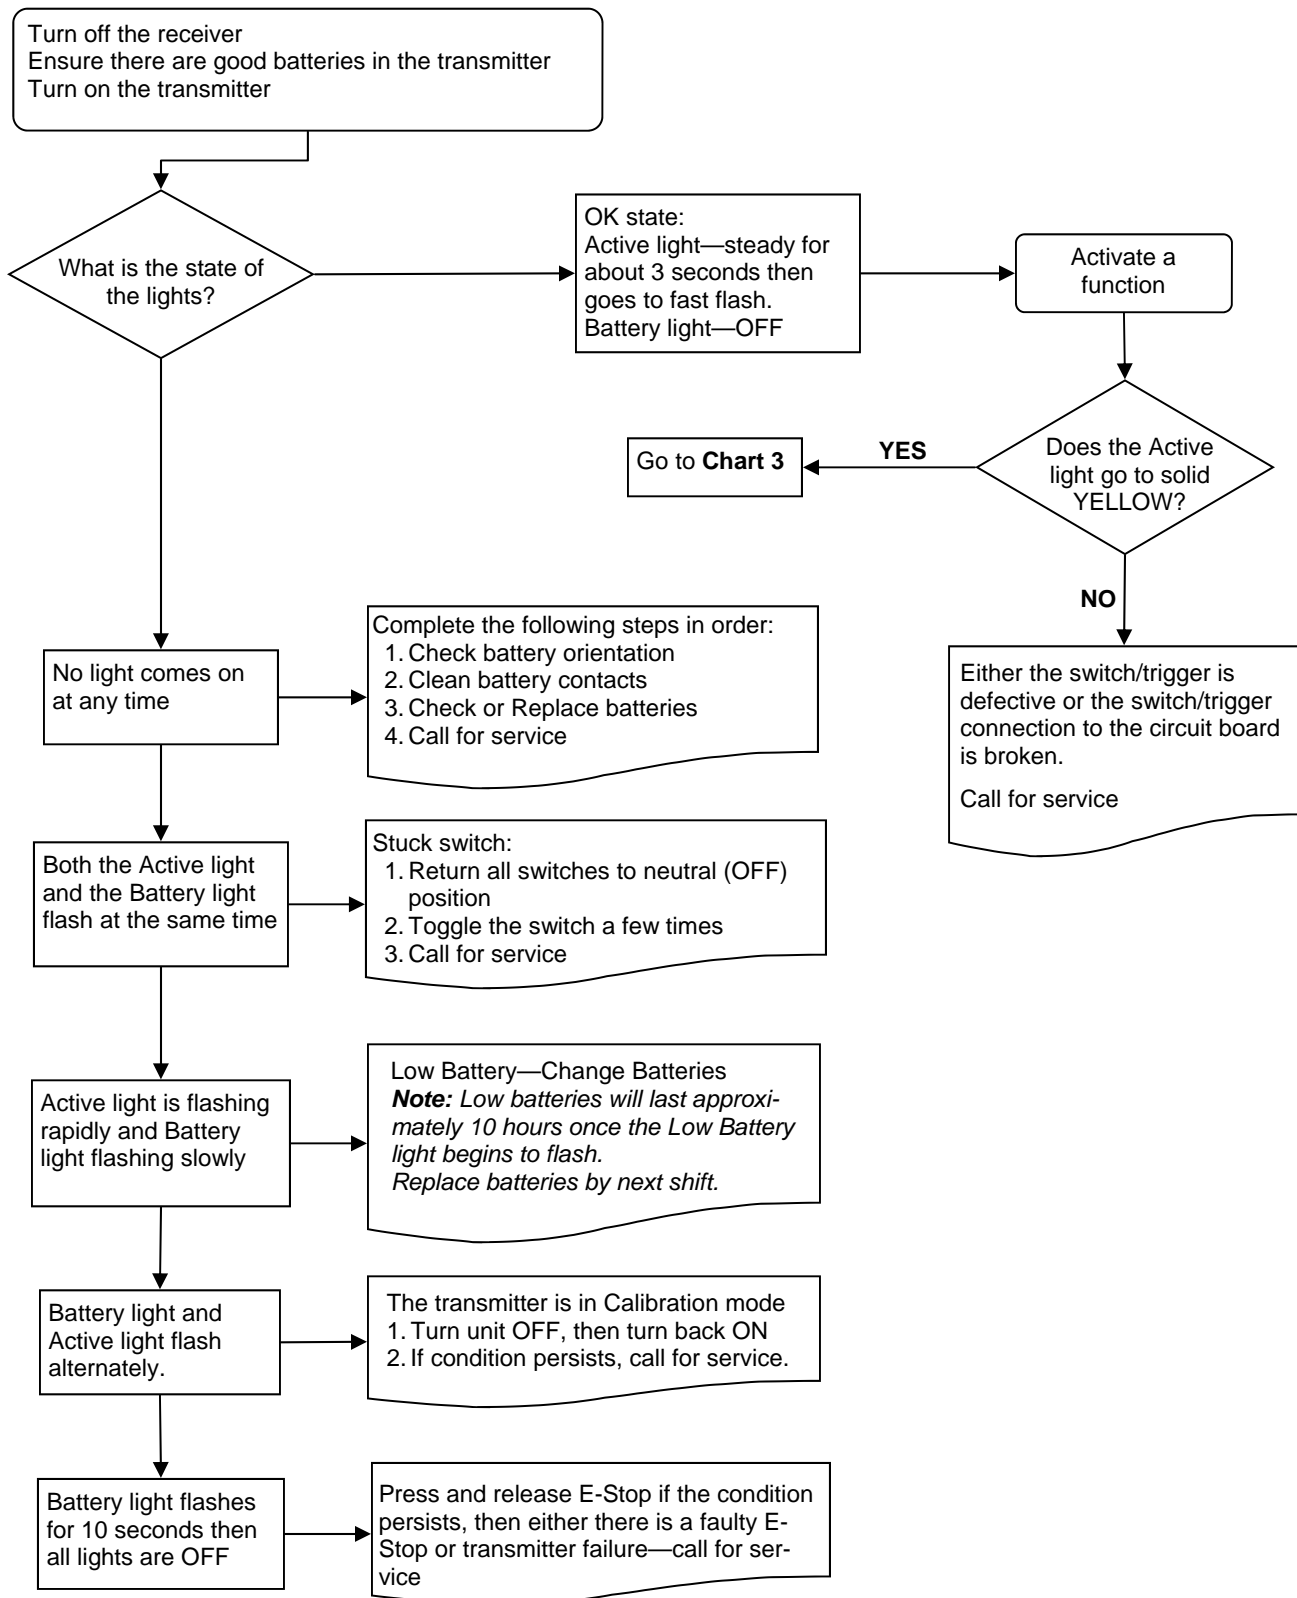 Turn off the receiver
Ensure there are good batteries in the transmitter
Turn on the transmitter
What is the state of
the lights?
OK state:
Active light—steady for
about 3 seconds then
goes to fast flash.
Battery light—OFF
Activate a
function
Does the Active
light go to solid
YELLOW?
YES
Go to Chart 3
NO
Either the switch/trigger is
defective or the switch/trigger
connection to the circuit board
is broken.
Call for service
No light comes on
at any time
Complete the following steps in order:
1. Check battery orientation
2. Clean battery contacts
3. Check or Replace batteries
4. Call for service
Both the Active light
and the Battery light
flash at the same time
Stuck switch:
1. Return all switches to neutral (OFF)
position
2. Toggle the switch a few times
3. Call for service
Active light is flashing
rapidly and Battery
light flashing slowly
Low Battery—Change Batteries
Note: Low batteries will last approxi-
mately 10 hours once the Low Battery
light begins to flash.
Replace batteries by next shift.
Battery light and
Active light flash
alternately.
The transmitter is in Calibration mode
1. Turn unit OFF, then turn back ON
2. If condition persists, call for service.
Battery light flashes
for 10 seconds then
all lights are OFF
Press and release E-Stop if the condition
persists, then either there is a faulty E-
Stop or transmitter failure—call for ser-
vice